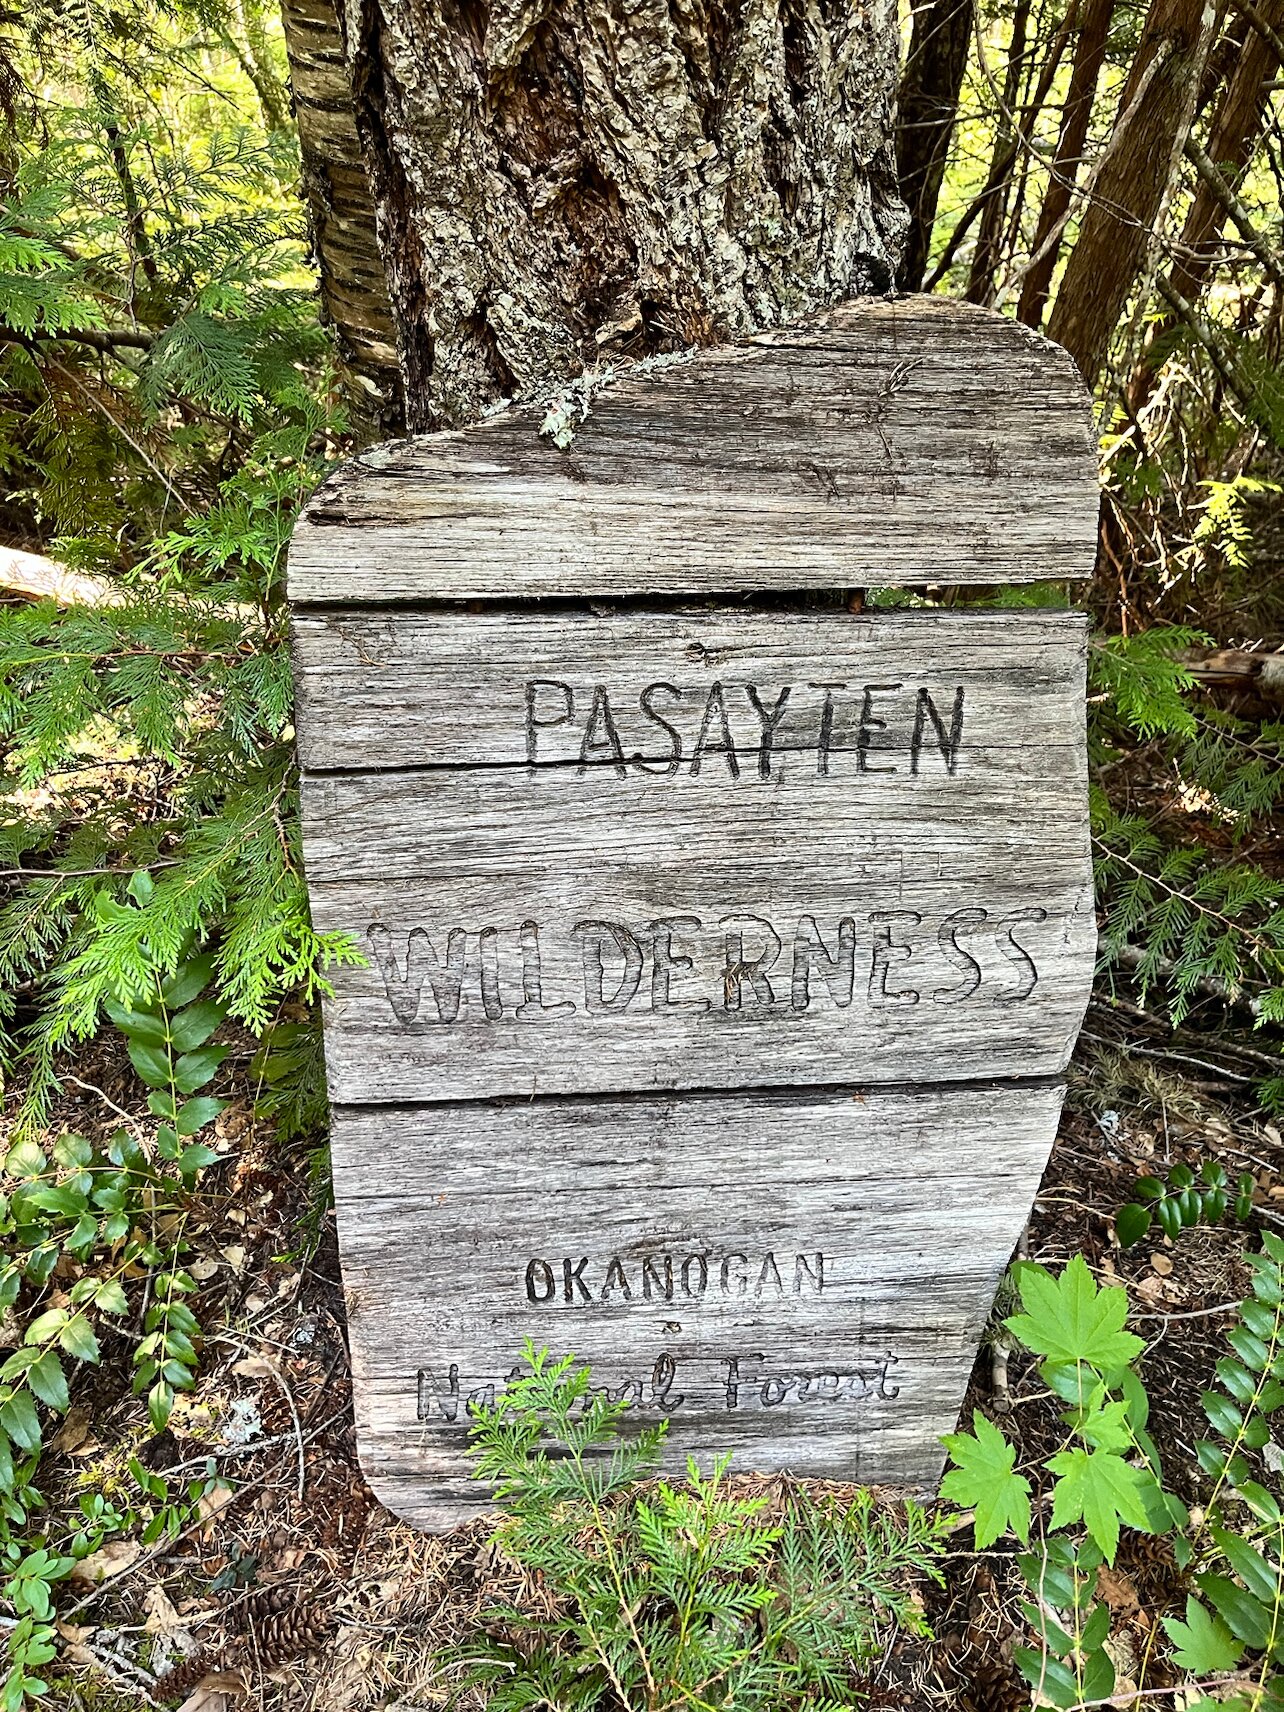 PASAYTEN
WILDERNESS
OKANOGAN
National Forest